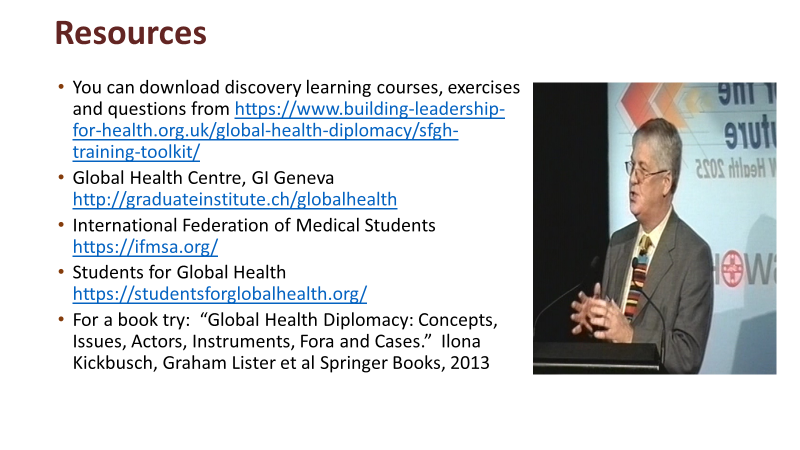 Resources
• You can download discovery learning courses, exercises
and questions from https://www.building-leadership-
for-health.org.uk/global-health-diplomacy/sfgh-
training-toolkit/
• Global Health Centre, GI Geneva
http://graduateinstitute.ch/globalhealth
• International Federation of Medical Students
https://ifmsa.org/
• Students for Global Health
https://studentsforglobalhealth.org/
• For a book try:  “Global Health Diplomacy: Concepts,
Issues, Actors, Instruments, Fora and Cases.”  Ilona
Kickbusch, Graham Lister et al Springer Books, 2013
the
Health 2025